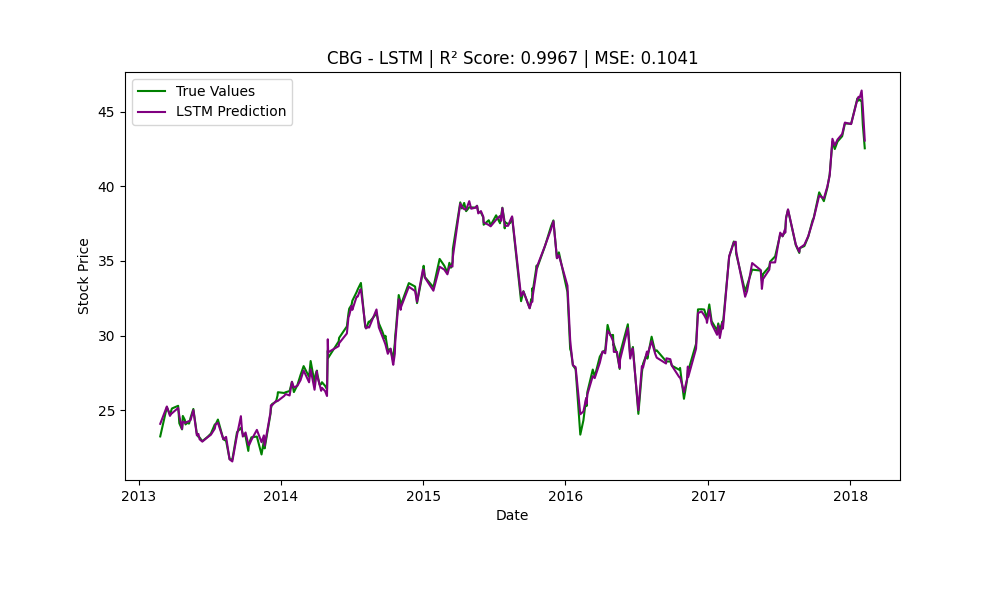 CBG - LSTM | R² Score: 0.9967 | MSE: 0.1041
True Values
LSTM Prediction
45
40
35
30
25
Stock Price
2013 2014 2015 2016 2017 2018
Date